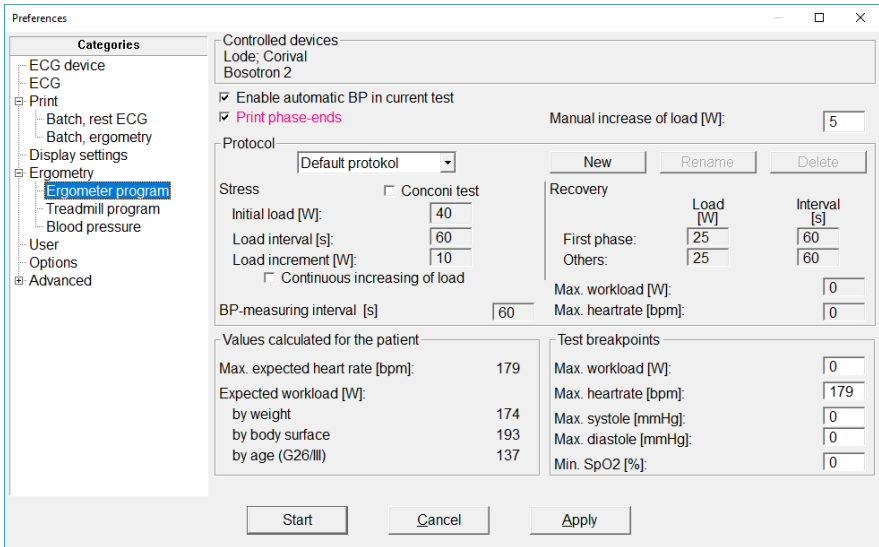 Preferences
Categories
ECG device
ECG
Print
Batch, rest ECG
Batch, ergometry
Display settings
Ergometry
Ergometer program
Treadmill program
Blood pressure
User
Options
Advanced
Controlled devices
Lode; Corival
Bosotron 2
Enable automatic BP in current test
Print phase-ends
Manual increase of load [W]: 5
Protocol
Default protokol
New Rename Delete
Stress
Conconi test
Initial load [W]: 40
Load interval [s]: 60
Load increment [W]: 10
Continuous increasing of load
BP-measuring interval [s] 60
Recovery
Load [W] Interval [s]
First phase: 25 60
Others: 25 60
Max. workload [W]: 0
Max. heartrate [bpm]: 0
Values calculated for the patient
Max. expected heart rate [bpm]: 179
Expected workload [W]:
by weight 174
by body surface 193
by age (G26/III) 137
Test breakpoints
Max. workload [W]: 0
Max. heartrate [bpm]: 179
Max. systole [mmHg]: 0
Max. diastole [mmHg]: 0
Min. SpO2 [%]: 0
Start Cancel Apply